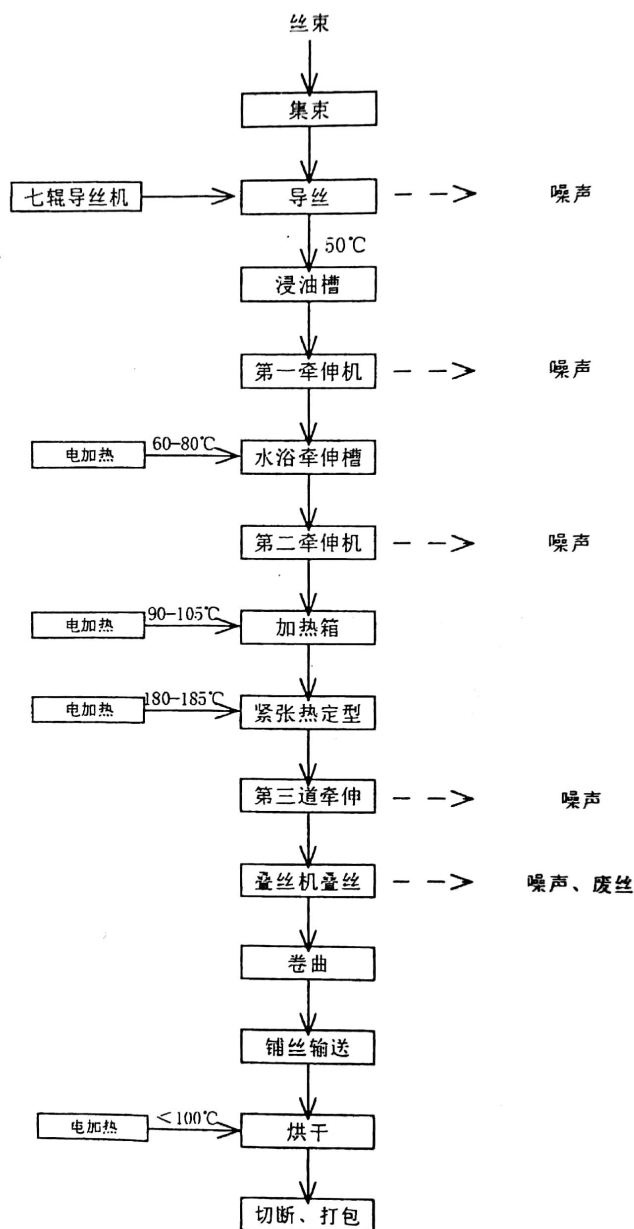 丝束
集束
七辊导丝机
导丝
噪声
50℃
浸油槽
第一牵伸机
噪声
电加热
60-80℃
水浴牵伸槽
第二牵伸机
噪声
电加热
90-105℃
加热箱
电加热
180-185℃
紧张热定型
第三道牵伸
噪声
叠丝机叠丝
噪声、废丝
卷曲
铺丝输送
电加热
<100℃
烘干
切断、打包